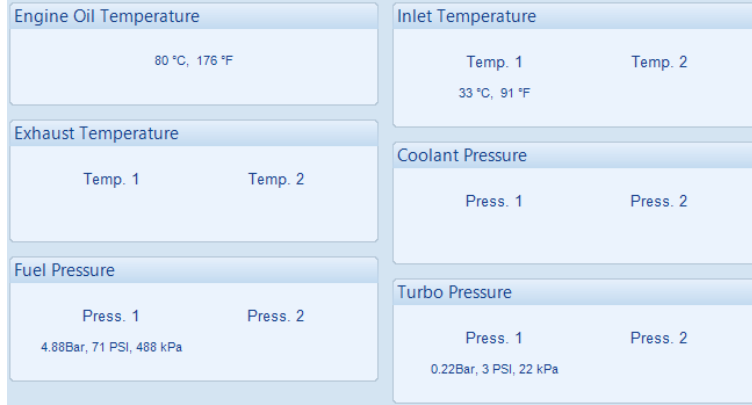 Engine Oil Temperature
80 °C, 176 °F
Exhaust Temperature
Temp. 1 Temp. 2
Fuel Pressure
Press. 1 Press. 2
4.88Bar, 71 PSI, 488 kPa
Inlet Temperature
Temp. 1 Temp. 2
33 °C, 91 °F
Coolant Pressure
Press. 1 Press. 2
Turbo Pressure
Press. 1 Press. 2
0.22Bar, 3 PSI, 22 kPa